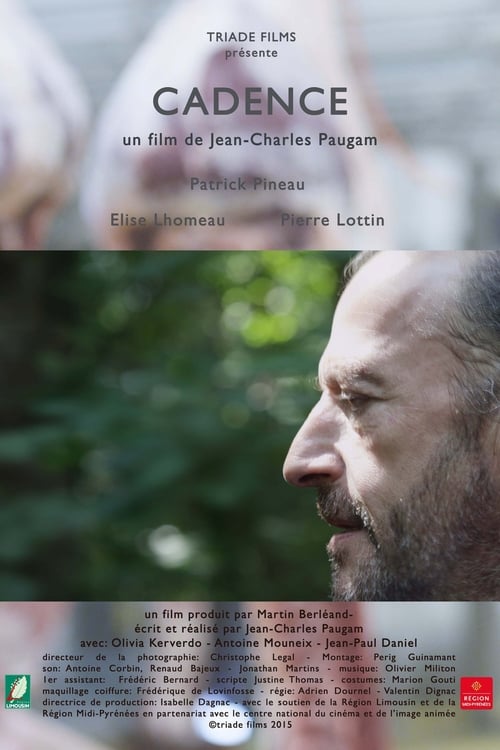 TRIADE FILMS
présente
CADENCE
un film de Jean-Charles Paugam
Patrick Pineau
Elise Lhomeau Pierre Lottin
un film produit par Martin Berléand-
écrit et réalisé par Jean-Charles Paugam
avec: Olivia Kerverdo - Antoine Mouneix - Jean-Paul Daniel
directeur de la photographie: Christophe Legal - Montage: Perig Guinamant
son: Antoine Corbin, Renaud Bajeux - Jonathan Martins - musique: Olivier Militon
1er assistant: Frédéric Bernard - scripte Justine Thomas - costumes: Marion Gouti
maquillage coiffure: Frédérique de Lovinfosse - régie: Adrien Dournel - Valentin Dignac
directrice de production: Isabelle Dagnac - avec le soutien de la Région Limousin et de la
Région Midi-Pyrénées en partenariat avec le centre national du cinéma et de l'image animée
©triade films 2015
LIMOUSIN
REGION
MIDI-PYRÉNÉES